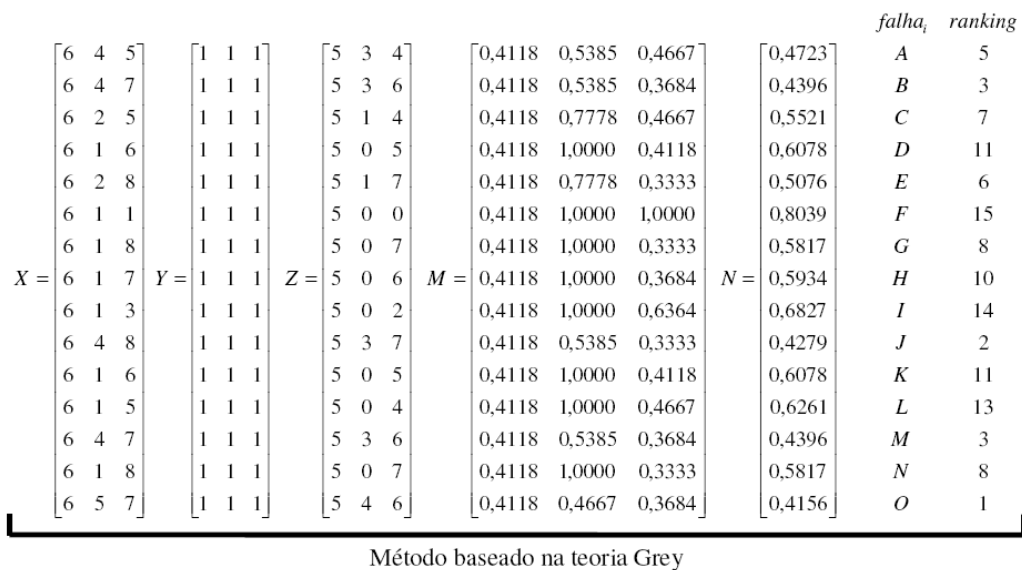 falhaᵢ ranking
6 4 5 1 1 1 5 3 4 0,4118 0,5385 0,4667 0,4723 A 5
6 4 7 1 1 1 5 3 6 0,4118 0,5385 0,3684 0,4396 B 3
6 2 5 1 1 1 5 1 4 0,4118 0,7778 0,4667 0,5521 C 7
6 1 6 1 1 1 5 0 5 0,4118 1,0000 0,4118 0,6078 D 11
6 2 8 1 1 1 5 1 7 0,4118 0,7778 0,3333 0,5076 E 6
6 1 1 1 1 1 5 0 0 0,4118 1,0000 1,0000 0,8039 F 15
6 1 8 1 1 1 5 0 7 0,4118 1,0000 0,3333 0,5817 G 8
X = 6 1 7 Y = 1 1 1 Z = 5 0 6 M = 0,4118 1,0000 0,3684 N = 0,5934 H 10
6 1 3 1 1 1 5 0 2 0,4118 1,0000 0,6364 0,6827 I 14
6 4 8 1 1 1 5 3 7 0,4118 0,5385 0,3333 0,4279 J 2
6 1 6 1 1 1 5 0 5 0,4118 1,0000 0,4118 0,6078 K 11
6 1 5 1 1 1 5 0 4 0,4118 1,0000 0,4667 0,6261 L 13
6 4 7 1 1 1 5 3 6 0,4118 0,5385 0,3684 0,4396 M 3
6 1 8 1 1 1 5 0 7 0,4118 1,0000 0,3333 0,5817 N 8
6 5 7 1 1 1 5 4 6 0,4118 0,4667 0,3684 0,4156 O 1
Método baseado na teoria Grey